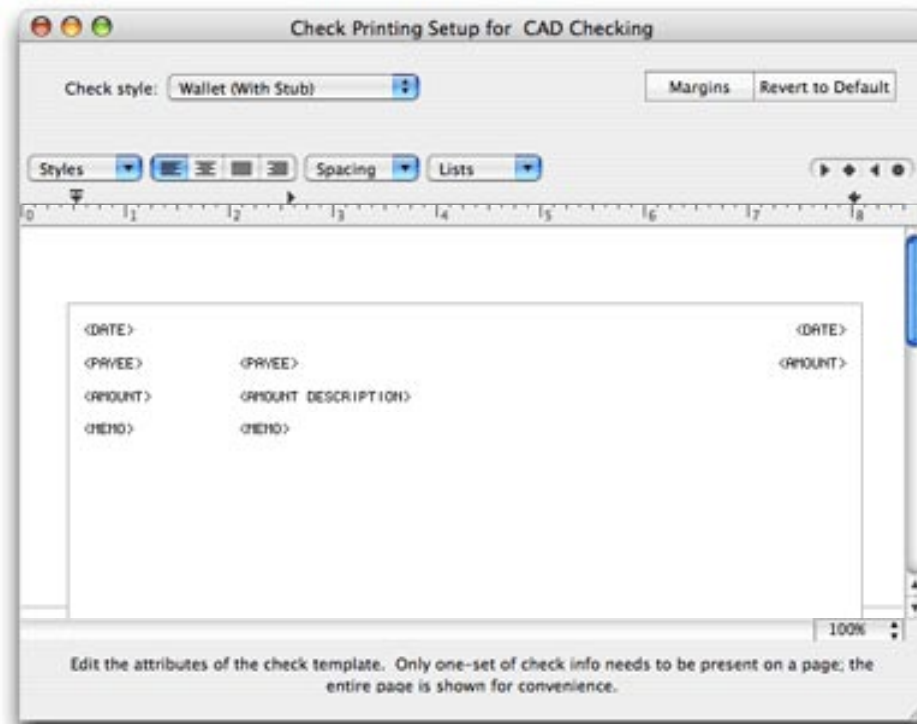 Check Printing Setup for CAD Checking
Check style: Wallet (With Stub) Margins Revert to Default
Styles Spacing Lists
0 1 2 3 4 5 6 7 8
<DATE> <DATE>
<PAYEE> <PAYEE> <AMOUNT>
<AMOUNT> <AMOUNT DESCRIPTION>
<MEMO> <MEMO>
100%
Edit the attributes of the check template. Only one-set of check info needs to be present on a page; the
entire page is shown for convenience.